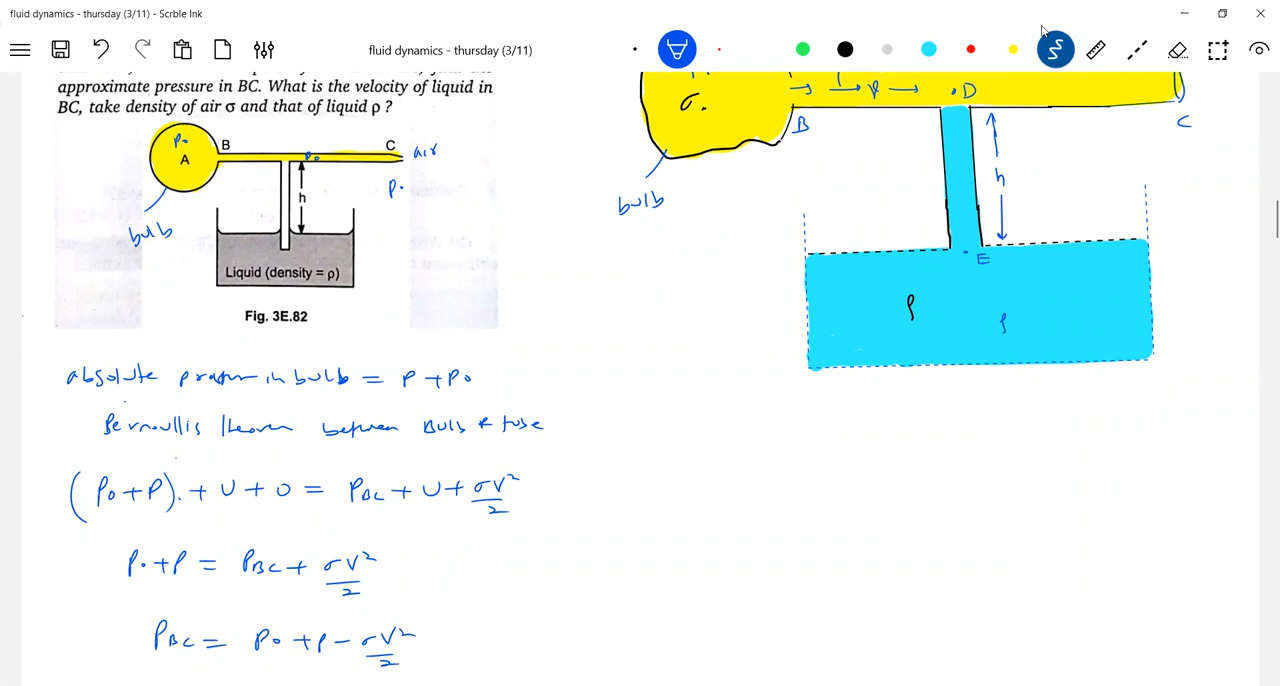 fluid dynamics - thursday (3/11) - Scrble Ink
fluid dynamics - thursday (3/11)
approximate pressure in BC. What is the velocity of liquid in
BC, take density of air σ and that of liquid ρ ?
P₀
A
B
P₀
C
air
P₀
h
bulb
Liquid (density = ρ)
Fig. 3E.82
σ.
B
V
D
C
h
bulb
E
ρ
ρ
absolute pressure in bulb = P + P₀
Bernoullis theorem between Bulb & tube
(P₀ + P) + U + 0 = P_BC + U + σV²/2
P₀ + P = P_BC + σV²/2
P_BC = P₀ + P − σV²/2